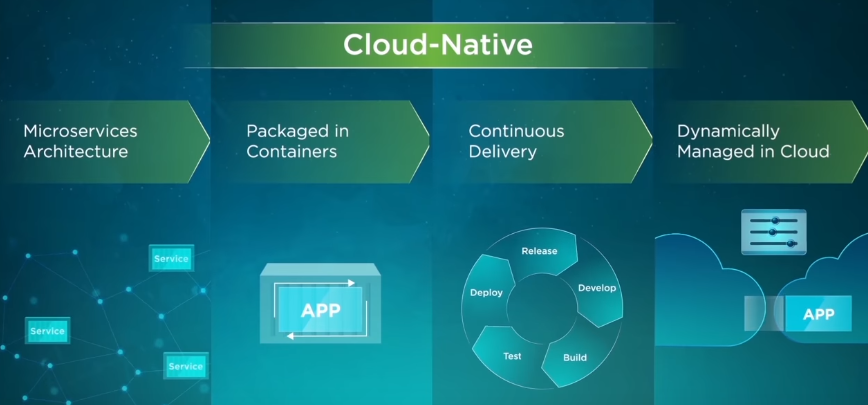 Cloud-Native
Microservices
Architecture
Packaged in
Containers
Continuous
Delivery
Dynamically
Managed in Cloud
Service
Service
Service
APP
Release
Develop
Build
Test
Deploy
APP